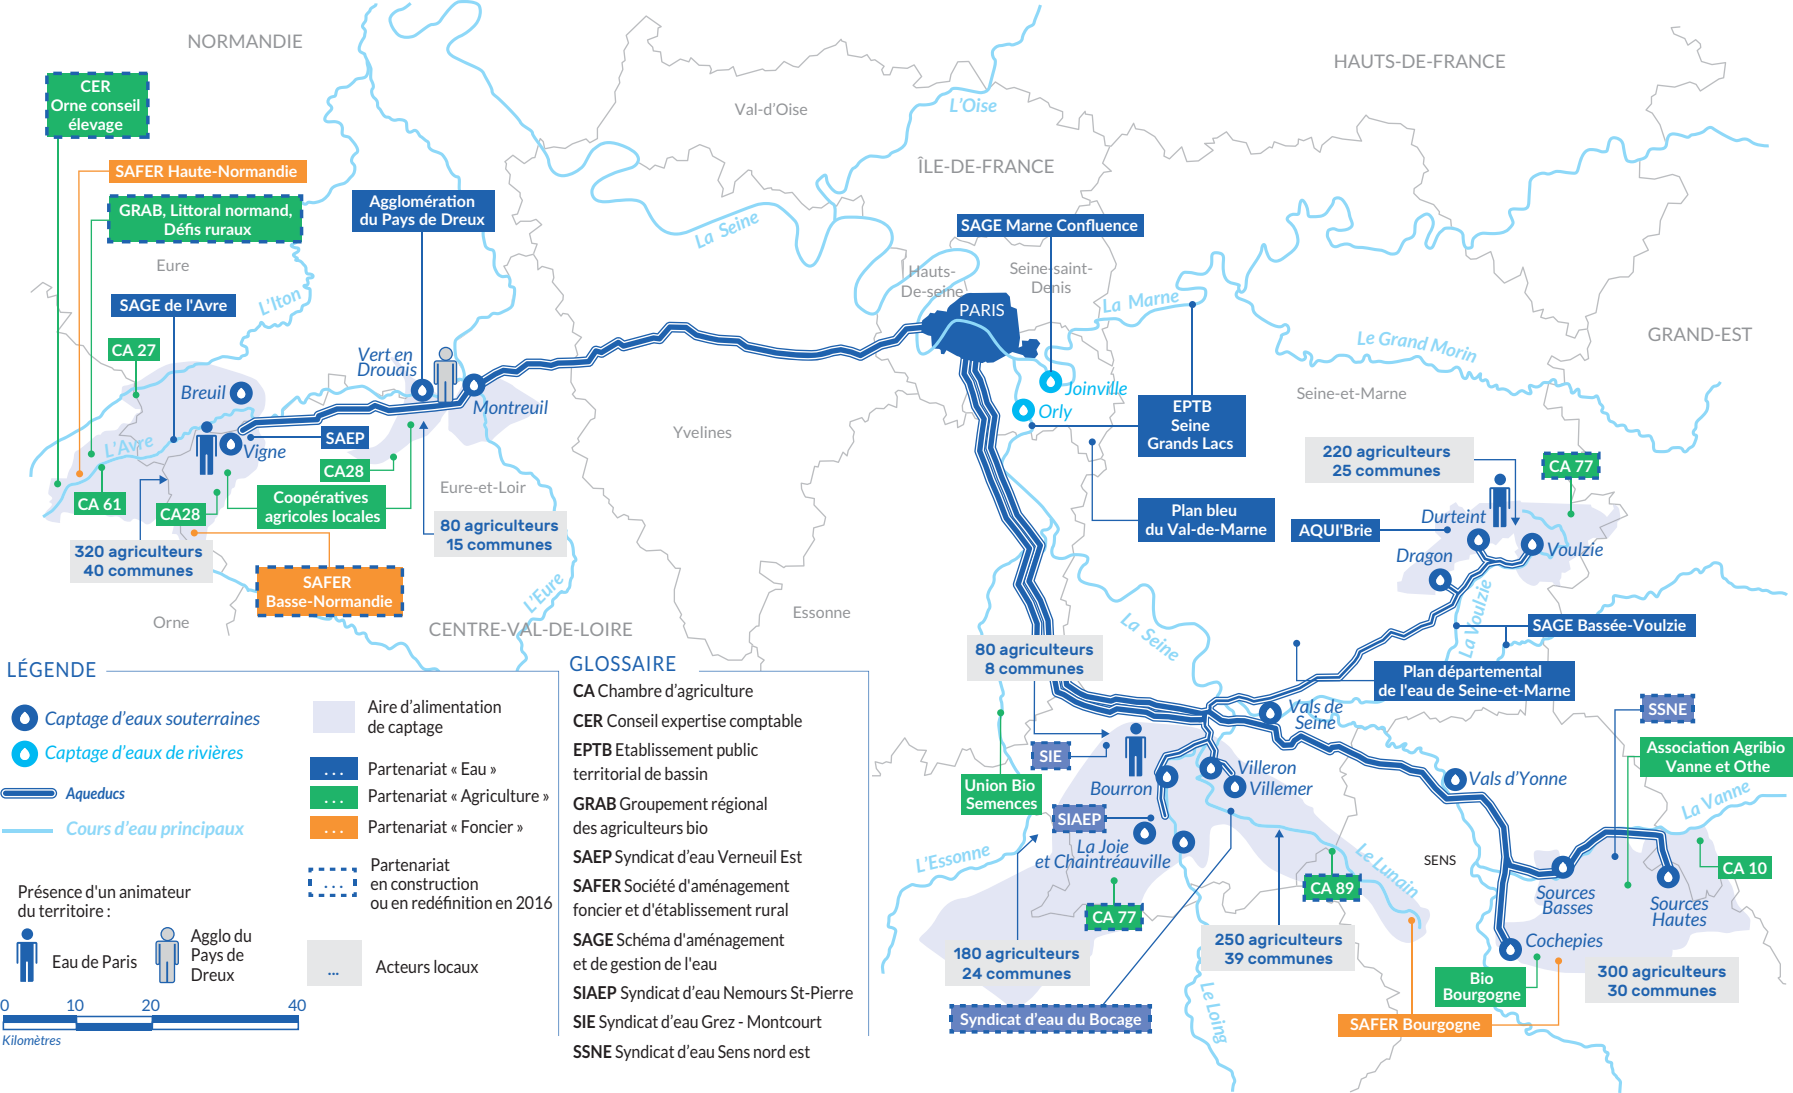 NORMANDIE
HAUTS-DE-FRANCE
CER
Orne conseil
élevage
Val-d'Oise
L'Oise
SAFER Haute-Normandie
ÎLE-DE-FRANCE
GRAB, Littoral normand,
Défis ruraux
Agglomération
du Pays de Dreux
La Seine
SAGE Marne Confluence
Eure
Hauts-
De-seine
Seine-saint-
Denis
L'Iton
SAGE de l'Avre
La Marne
PARIS
GRAND-EST
Le Grand Morin
CA 27
Vert en
Drouais
Breuil
Montreuil
Joinville
Orly
Seine-et-Marne
EPTB
Seine
Grands Lacs
L'Avre
Vigne
SAEP
Yvelines
220 agriculteurs
25 communes
CA 77
CA28
Eure-et-Loir
CA 61
CA28
Coopératives
agricoles locales
Plan bleu
du Val-de-Marne
AQUI'Brie
Durteint
Voulzie
Dragon
80 agriculteurs
15 communes
320 agriculteurs
40 communes
SAFER
Basse-Normandie
L'Eure
Orne
CENTRE-VAL-DE-LOIRE
Essonne
La Seine
La Voulzie
SAGE Bassée-Voulzie
80 agriculteurs
8 communes
Plan départemental
de l'eau de Seine-et-Marne
Vals de
Seine
SSNE
Association Agribio
Vanne et Othe
SIE
Union Bio
Semences
Bourron
Villeron
Villemer
Vals d'Yonne
La Vanne
SIAEP
La Joie
et Chaintréauville
L'Essonne
Le Lunain
SENS
CA 10
CA 89
CA 77
Sources
Basses
Sources
Hautes
Cochepies
180 agriculteurs
24 communes
250 agriculteurs
39 communes
Bio
Bourgogne
300 agriculteurs
30 communes
Syndicat d'eau du Bocage
Le Loing
SAFER Bourgogne
LÉGENDE
Captage d'eaux souterraines
Captage d'eaux de rivières
Aqueducs
Cours d'eau principaux
Présence d'un animateur
du territoire :
Eau de Paris
Agglo du
Pays de
Dreux
0 10 20 40
Kilomètres
Aire d'alimentation
de captage
... Partenariat « Eau »
... Partenariat « Agriculture »
... Partenariat « Foncier »
... Partenariat
en construction
ou en redéfinition en 2016
... Acteurs locaux
GLOSSAIRE
CA Chambre d'agriculture
CER Conseil expertise comptable
EPTB Etablissement public
territorial de bassin
GRAB Groupement régional
des agriculteurs bio
SAEP Syndicat d'eau Verneuil Est
SAFER Société d'aménagement
foncier et d'établissement rural
SAGE Schéma d'aménagement
et de gestion de l'eau
SIAEP Syndicat d'eau Nemours St-Pierre
SIE Syndicat d'eau Grez - Montcourt
SSNE Syndicat d'eau Sens nord est